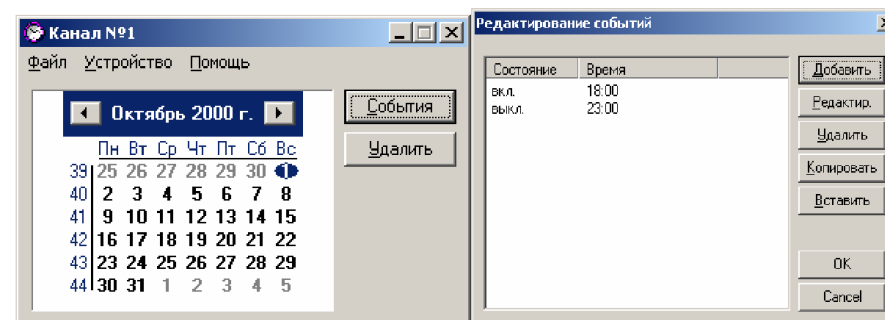 Канал №1
Файл Устройство Помощь
Октябрь 2000 г.
События
Удалить
Пн Вт Ср Чт Пт Сб Вс
39 25 26 27 28 29 30 1
40 2 3 4 5 6 7 8
41 9 10 11 12 13 14 15
42 16 17 18 19 20 21 22
43 23 24 25 26 27 28 29
44 30 31 1 2 3 4 5
Редактирование событий
Состояние Время
вкл. 18:00
выкл. 23:00
Добавить
Редактир.
Удалить
Копировать
Вставить
OK
Cancel